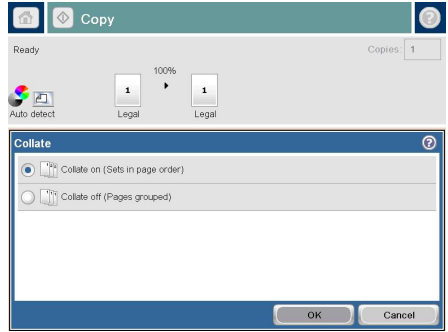 Copy
Ready
Copies: 1
100%
1
1
Auto detect
Legal
Legal
Collate
Collate on (Sets in page order)
Collate off (Pages grouped)
OK
Cancel